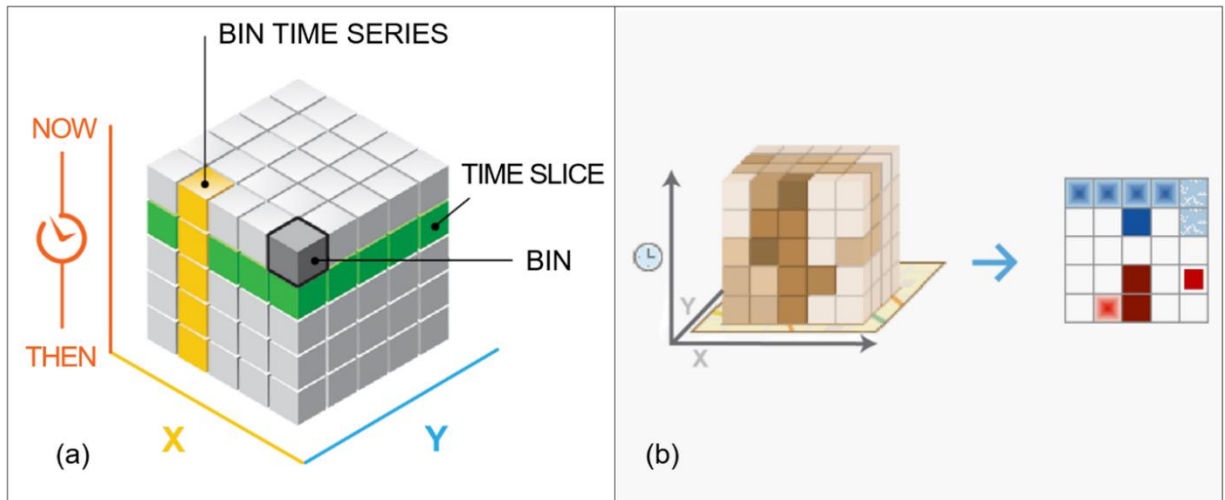 BIN TIME SERIES
NOW
TIME SLICE
BIN
THEN
X
Y
(a)
Y
X
(b)